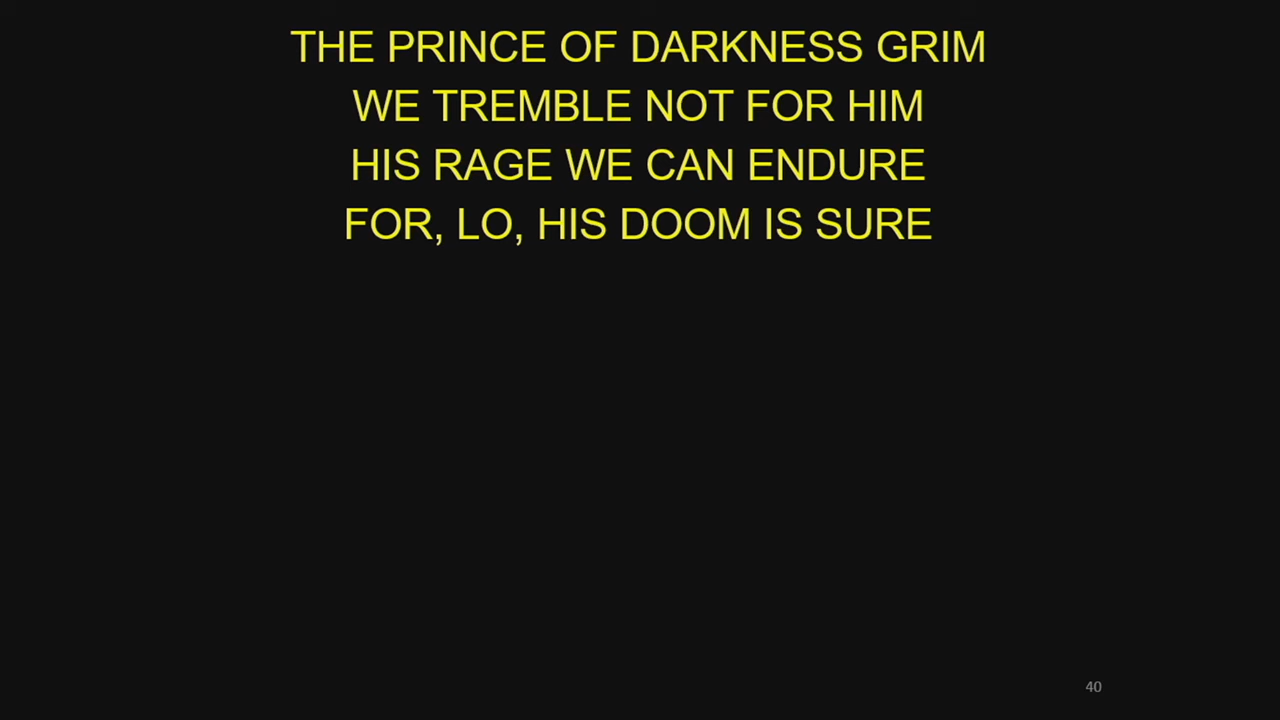 THE PRINCE OF DARKNESS GRIM
WE TREMBLE NOT FOR HIM
HIS RAGE WE CAN ENDURE
FOR, LO, HIS DOOM IS SURE
40